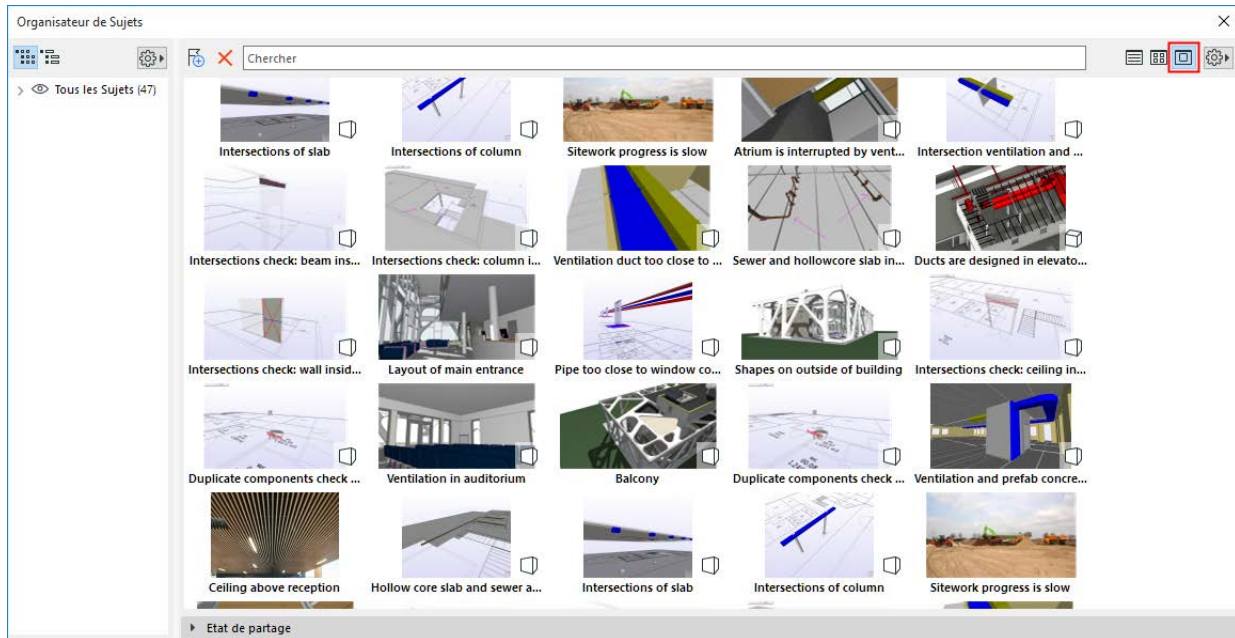 Organisateur de Sujets
Chercher
Tous les Sujets (47)
Intersections of slab
Intersections of column
Sitework progress is slow
Atrium is interrupted by vent...
Intersection ventilation and ...
Intersections check: beam ins...
Intersections check: column i...
Ventilation duct too close to ...
Sewer and hollowcore slab in...
Ducts are designed in elevato...
Intersections check: wall insid...
Layout of main entrance
Pipe too close to window co...
Shapes on outside of building
Intersections check: ceiling in...
Duplicate components check ...
Ventilation in auditorium
Balcony
Duplicate components check ...
Ventilation and prefab concre...
Ceiling above reception
Hollow core slab and sewer a...
Intersections of slab
Intersections of column
Sitework progress is slow
Etat de partage